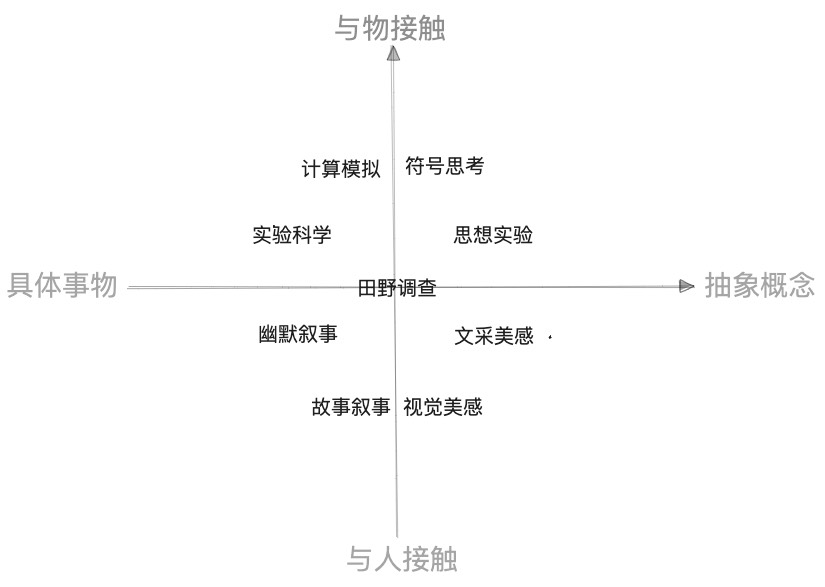 与物接触
计算模拟 符号思考
实验科学 思想实验
具体事物 田野调查 抽象概念
幽默叙事 文采美感
故事叙事 视觉美感
与人接触